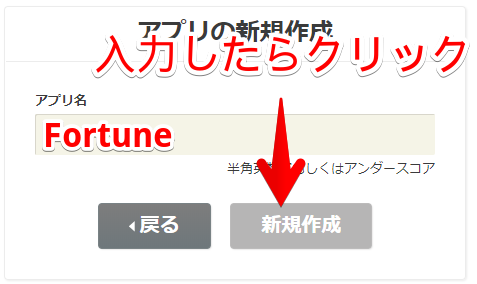 アプリの新規作成
入力したらクリック
アプリ名
Fortune
半角英 しくはアンダースコア
戻る
新規作成